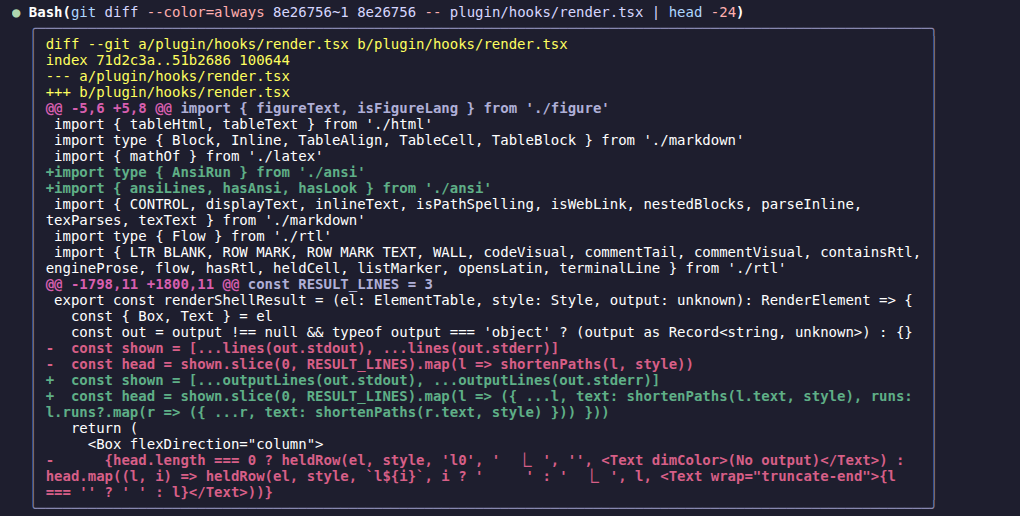 ● Bash(git diff --color=always 8e26756~1 8e26756 -- plugin/hooks/render.tsx | head -24)
diff --git a/plugin/hooks/render.tsx b/plugin/hooks/render.tsx
index 71d2c3a..51b2686 100644
--- a/plugin/hooks/render.tsx
+++ b/plugin/hooks/render.tsx
@@ -5,6 +5,8 @@ import { figureText, isFigureLang } from './figure'
 import { tableHtml, tableText } from './html'
 import type { Block, Inline, TableAlign, TableCell, TableBlock } from './markdown'
 import { mathOf } from './latex'
+import type { AnsiRun } from './ansi'
+import { ansiLines, hasAnsi, hasLook } from './ansi'
 import { CONTROL, displayText, inlineText, isPathSpelling, isWebLink, nestedBlocks, parseInline,
texParses, texText } from './markdown'
 import type { Flow } from './rtl'
 import { LTR BLANK, ROW MARK, ROW MARK TEXT, WALL, codeVisual, commentTail, commentVisual, containsRtl,
engineProse, flow, hasRtl, heldCell, listMarker, opensLatin, terminalLine } from './rtl'
@@ -1798,11 +1800,11 @@ const RESULT_LINES = 3
 export const renderShellResult = (el: ElementTable, style: Style, output: unknown): RenderElement => {
   const { Box, Text } = el
   const out = output !== null && typeof output === 'object' ? (output as Record<string, unknown>) : {}
-  const shown = [...lines(out.stdout), ...lines(out.stderr)]
-  const head = shown.slice(0, RESULT_LINES).map(l => shortenPaths(l, style))
+  const shown = [...outputLines(out.stdout), ...outputLines(out.stderr)]
+  const head = shown.slice(0, RESULT_LINES).map(l => ({ ...l, text: shortenPaths(l.text, style), runs:
l.runs?.map(r => ({ ...r, text: shortenPaths(r.text, style) })) }))
   return (
     <Box flexDirection="column">
-      {head.length === 0 ? heldRow(el, style, 'l0', '   ⎿ ', '', <Text dimColor>(No output)</Text>) :
head.map((l, i) => heldRow(el, style, `l${i}`, i ? '     ' : '   ⎿ ', l, <Text wrap="truncate-end">{l
=== '' ? ' ' : l}</Text>))}